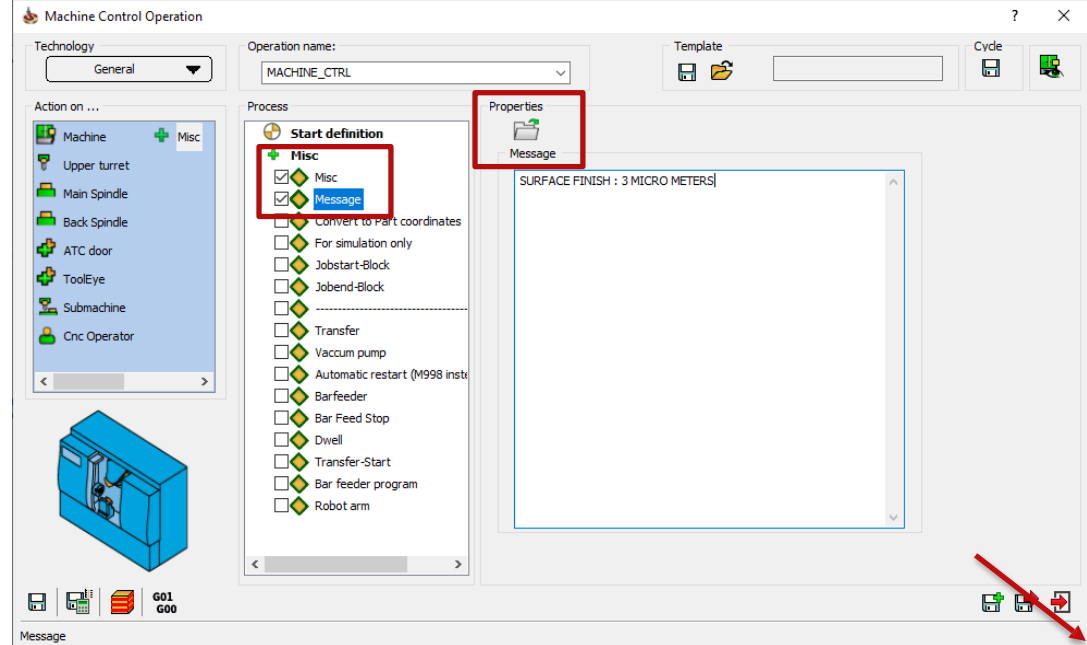 Machine Control Operation
?
Technology
General
Operation name:
MACHINE_CTRL
Template
Cycle
Action on ...
Machine
Misc
Upper turret
Main Spindle
Back Spindle
ATC door
ToolEye
Submachine
Cnc Operator
Process
Start definition
Misc
Misc
Message
Convert to Part coordinates
For simulation only
Jobstart-Block
Jobend-Block
-----------------------------------
Transfer
Vaccum pump
Automatic restart (M998 inste
Barfeeder
Bar Feed Stop
Dwell
Transfer-Start
Bar feeder program
Robot arm
Properties
Message
SURFACE FINISH : 3 MICRO METERS
G01
G00
Message